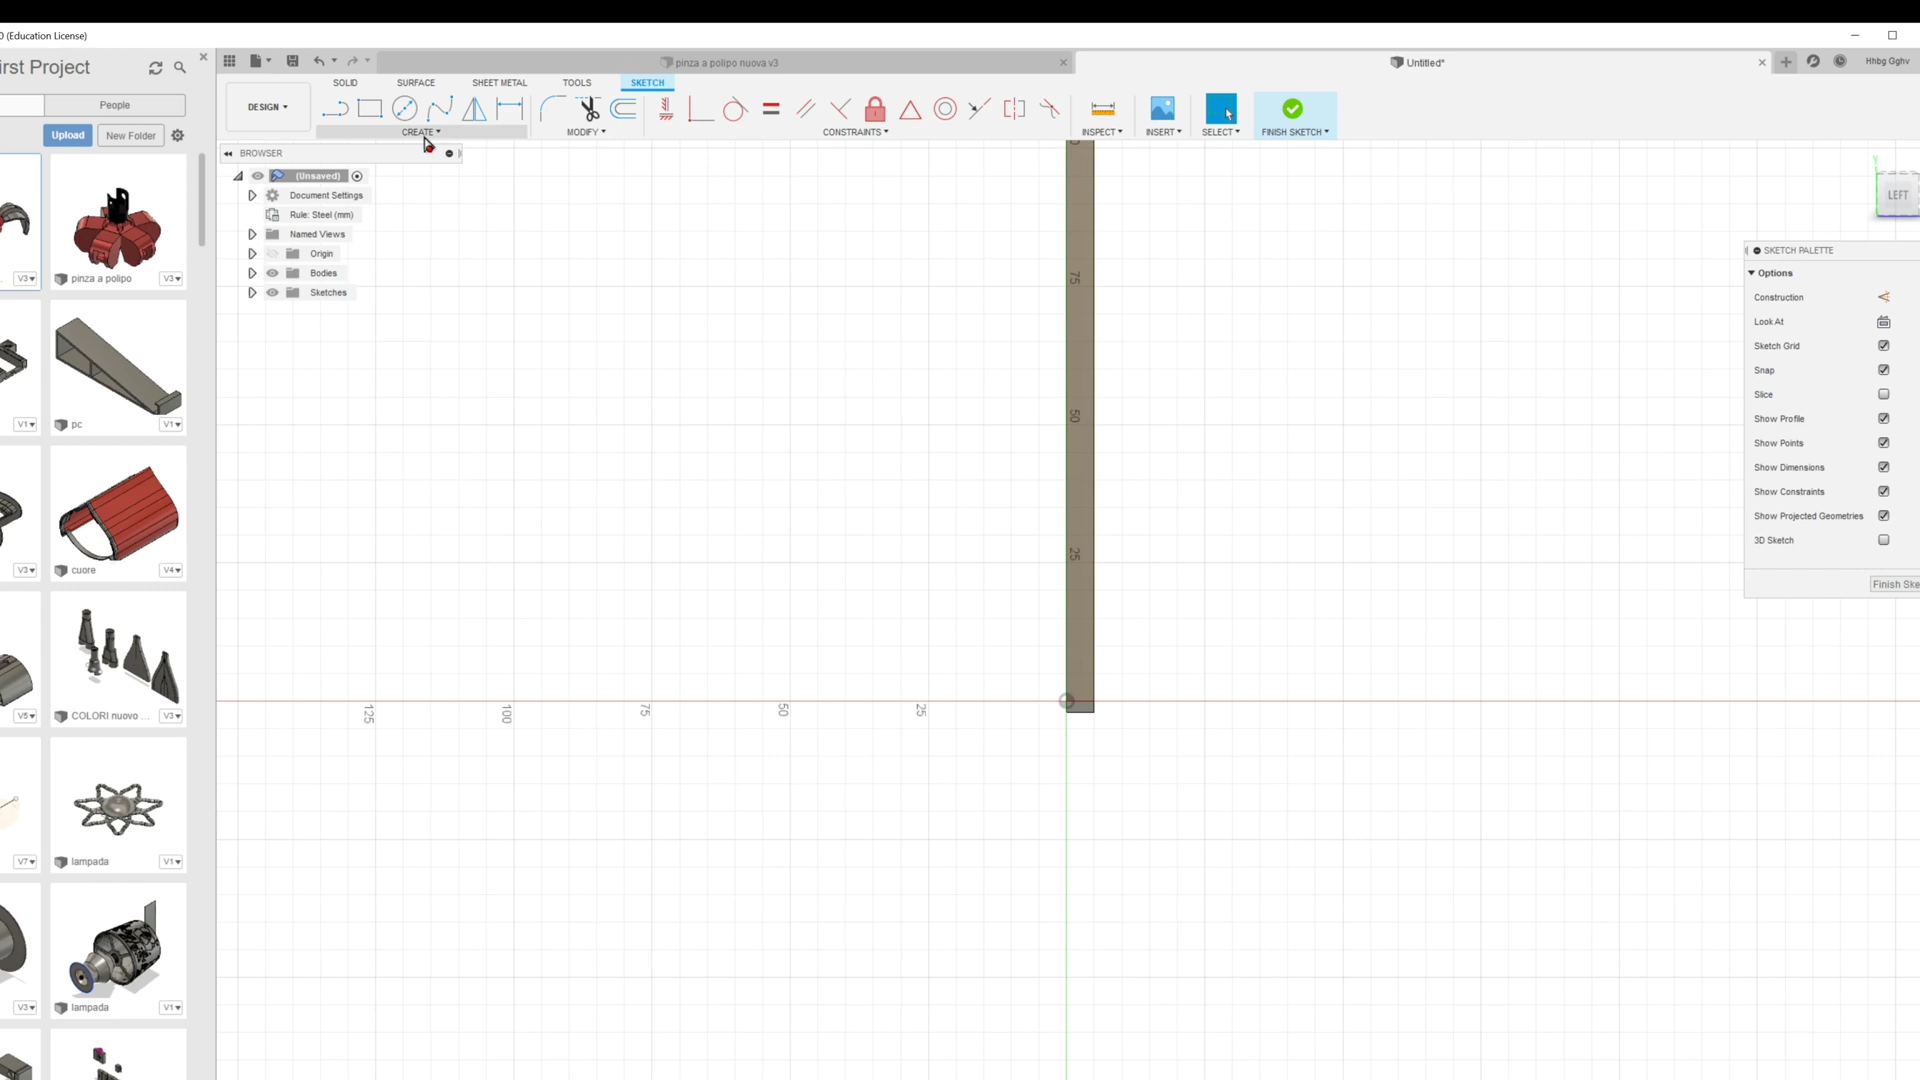 0 (Education License)
irst Project
People
Upload
New Folder
V3
pinza a polipo
V3
V1
pc
V1
V3
cuore
V4
V5
COLORI nuovo ...
V3
V7
lampada
V1
V3
lampada
V1
pinza a polipo nuova v3
Untitled*
Hhbg Gghv
DESIGN
SOLID
SURFACE
SHEET METAL
TOOLS
SKETCH
CREATE
MODIFY
CONSTRAINTS
INSPECT
INSERT
SELECT
FINISH SKETCH
BROWSER
(Unsaved)
Document Settings
Rule: Steel (mm)
Named Views
Origin
Bodies
Sketches
75
50
25
125
100
75
50
25
LEFT
Y
SKETCH PALETTE
Options
Construction
Look At
Sketch Grid
Snap
Slice
Show Profile
Show Points
Show Dimensions
Show Constraints
Show Projected Geometries
3D Sketch
Finish Ske